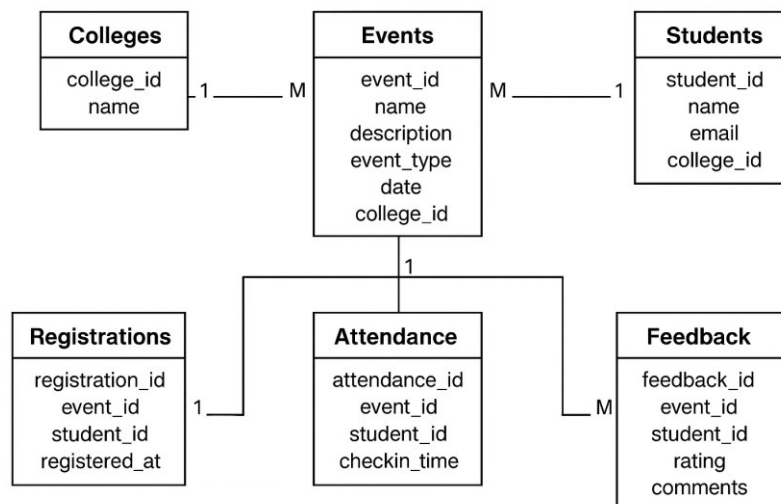 Colleges
college_id
name
1
M
Events
event_id
name
description
event_type
date
college_id
M
1
Students
student_id
name
email
college_id
1
Registrations
registration_id
event_id
student_id
registered_at
1
Attendance
attendance_id
event_id
student_id
checkin_time
M
Feedback
feedback_id
event_id
student_id
rating
comments